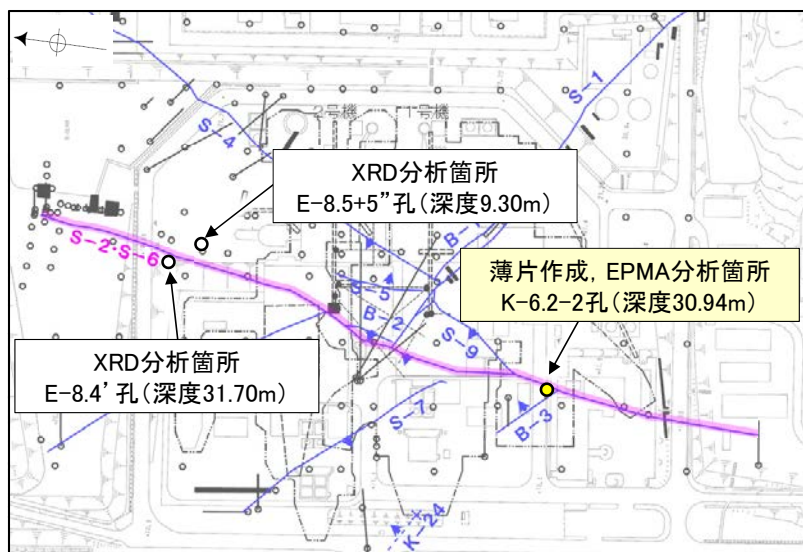 2号機
1号機
S-1
S-4
XRD分析箇所
E-8.5+5”孔(深度9.30m)
S-2・S-6
S-5
B-2
S-9
薄片作成, EPMA分析箇所
K-6.2-2孔(深度30.94m)
XRD分析箇所
E-8.4’孔(深度31.70m)
S-7
B-3
K-24